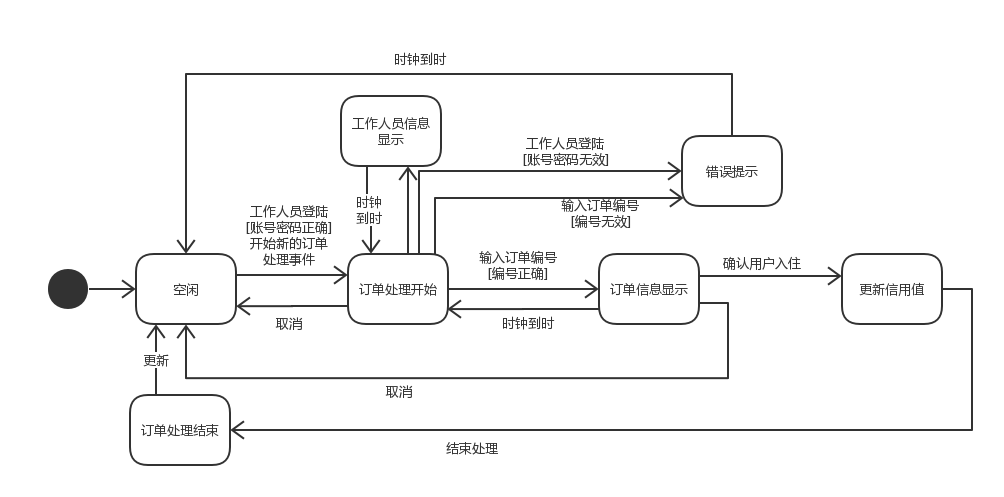 时钟到时
工作人员信息
显示
工作人员登陆
[账号密码无效]
错误提示
时钟
到时
输入订单编号
[编号无效]
工作人员登陆
[账号密码正确]
开始新的订单
处理事件
输入订单编号
[编号正确]
确认用户入住
空闲
订单处理开始
订单信息显示
更新信用值
取消
时钟到时
更新
取消
订单处理结束
结束处理